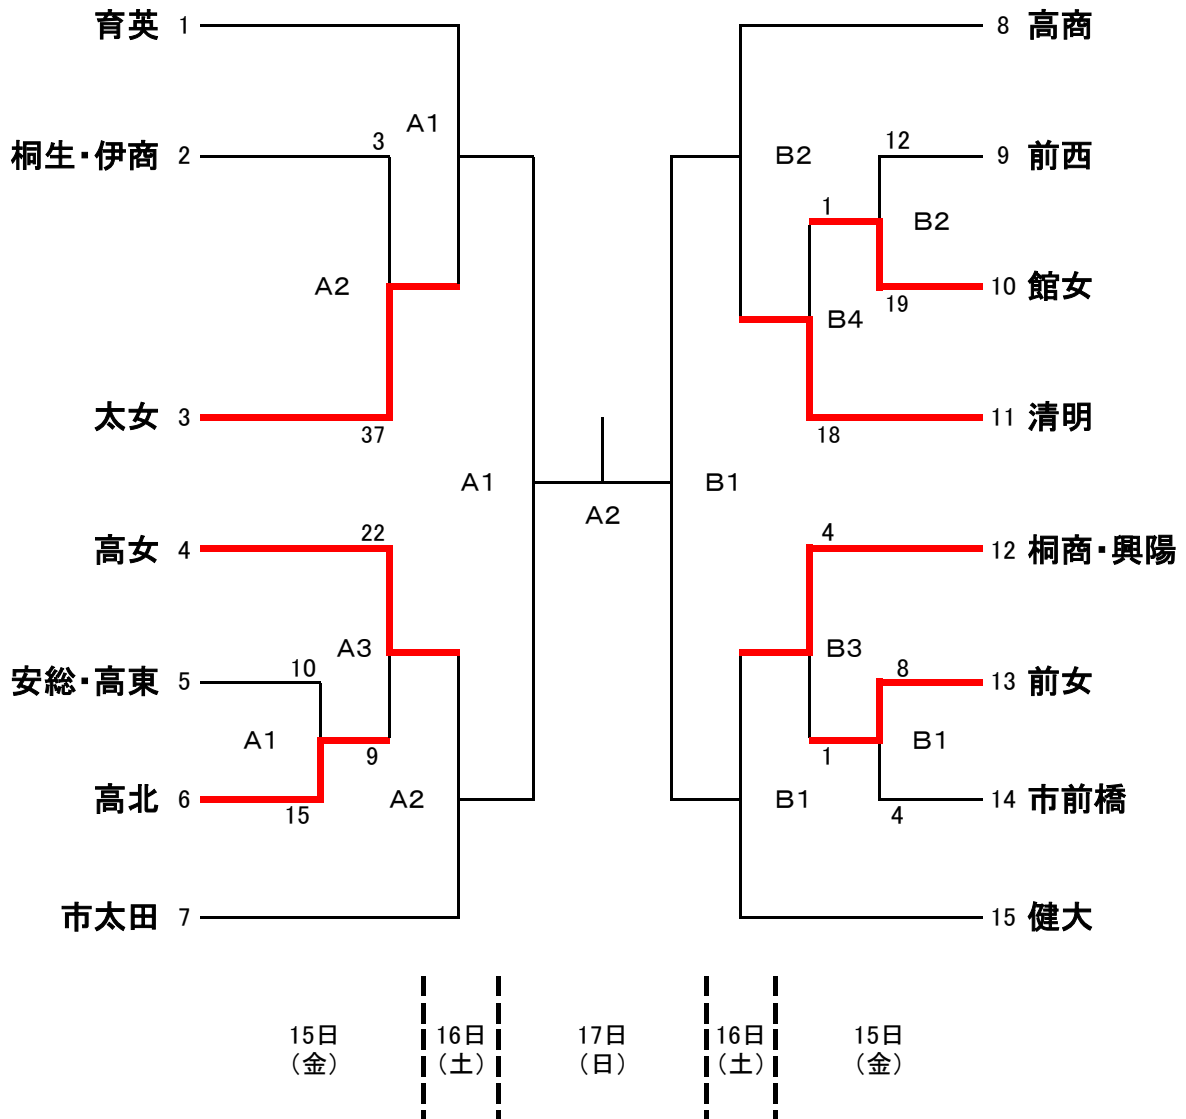 育英 1
A1
桐生・伊商 2
3
A2
太女 3
37
高女 4
22
A3
安総・高東 5
10
A1
9
高北 6
15
A2
市太田 7
A1
A2
B1
8 高商
B2
12
9 前西
1
B2
10 館女
19
B4
11 清明
18
4
12 桐商・興陽
B3
8
13 前女
1
B1
14 市前橋
4
B1
15 健大
15日 16日 17日 16日 15日
（金） （土） （日） （土） （金）